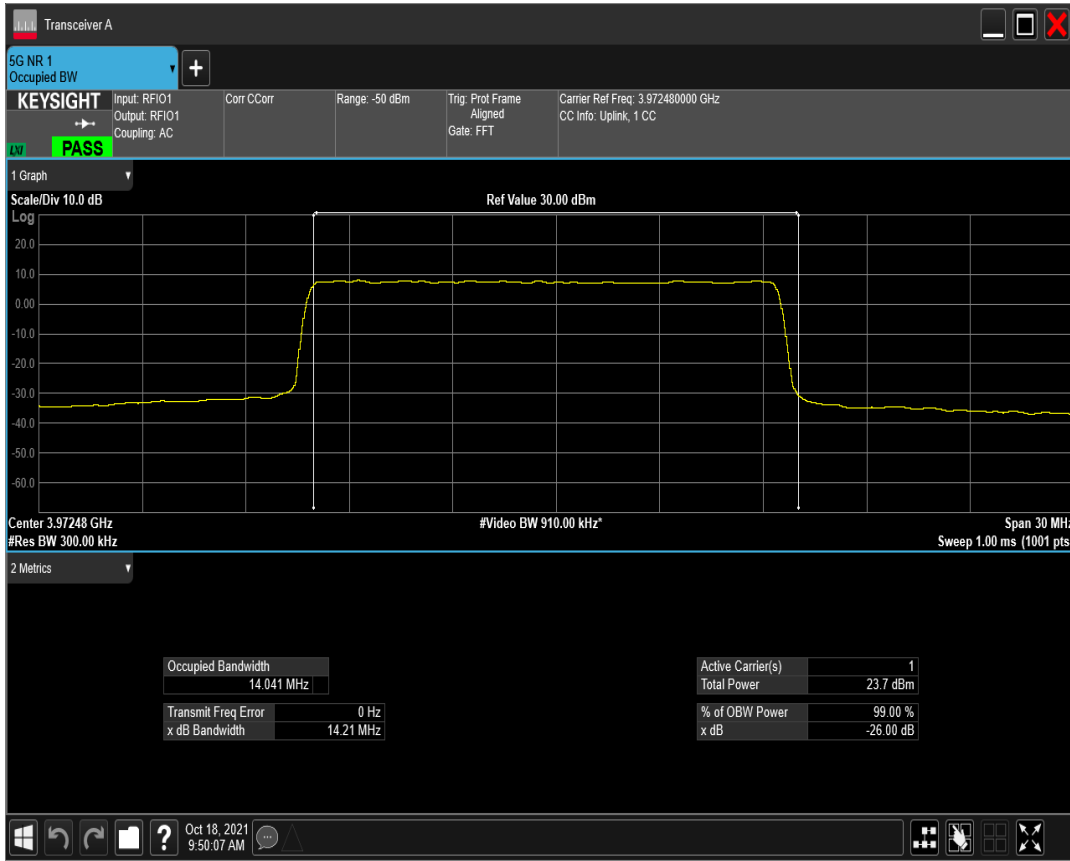 Transceiver A
5G NR 1
Occupied BW
KEYSIGHT
LXI
PASS
Input: RFIO1
Output: RFIO1
Coupling: AC
Corr CCorr
Range: -50 dBm
Trig: Prot Frame
Aligned
Gate: FFT
Carrier Ref Freq: 3.972480000 GHz
CC Info: Uplink, 1 CC
1 Graph
Scale/Div 10.0 dB
Ref Value 30.00 dBm
Log
20.0
10.0
0.00
-10.0
-20.0
-30.0
-40.0
-50.0
-60.0
Center 3.97248 GHz
#Video BW 910.00 kHz*
Span 30 MHz
#Res BW 300.00 kHz
Sweep 1.00 ms (1001 pts
2 Metrics
Occupied Bandwidth
14.041 MHz
Transmit Freq Error 0 Hz
x dB Bandwidth 14.21 MHz
Active Carrier(s) 1
Total Power 23.7 dBm
% of OBW Power 99.00 %
x dB -26.00 dB
Oct 18, 2021
9:50:07 AM